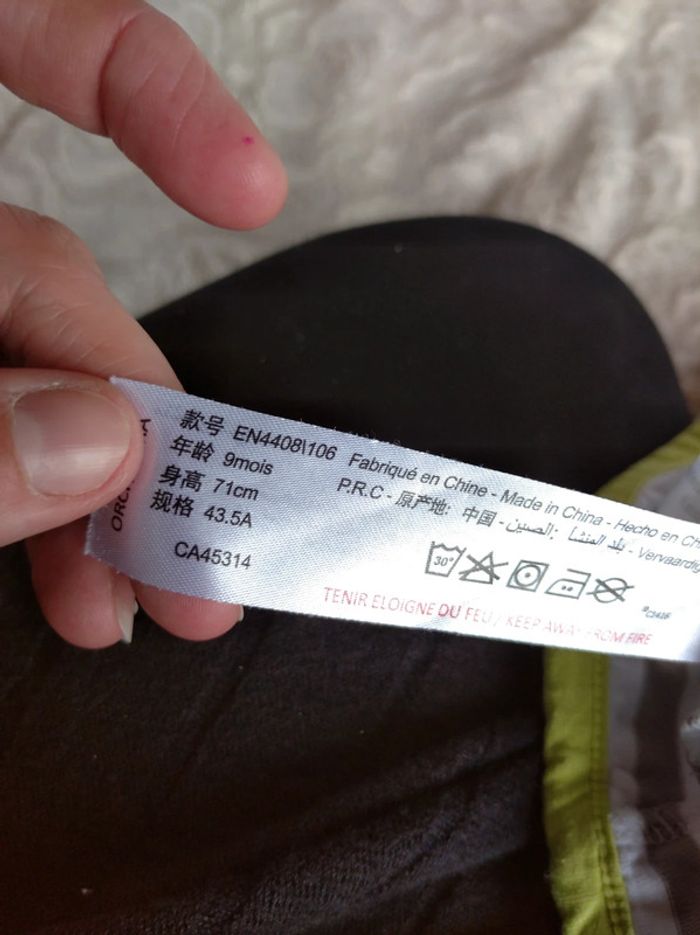 款号 EN4408\106
年龄 9mois
身高 71cm
规格 43.5A
CA45314
Fabriqué en Chine - Made in China - Hecho en
P.R.C - 原产地: 中国 - الصين: بلد المنشأ -
30°
TENIR ELOIGNE DU FEU / KEEP AWAY FROM FIRE